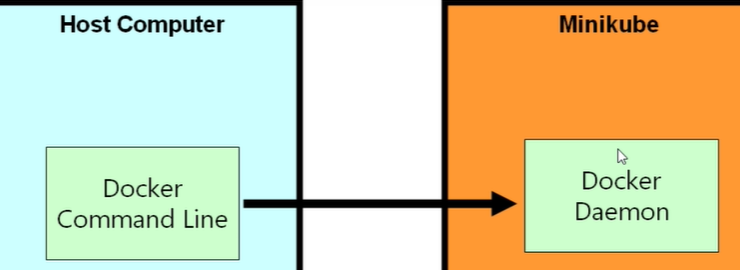 Host Computer
Minikube
Docker
Command Line
Docker
Daemon